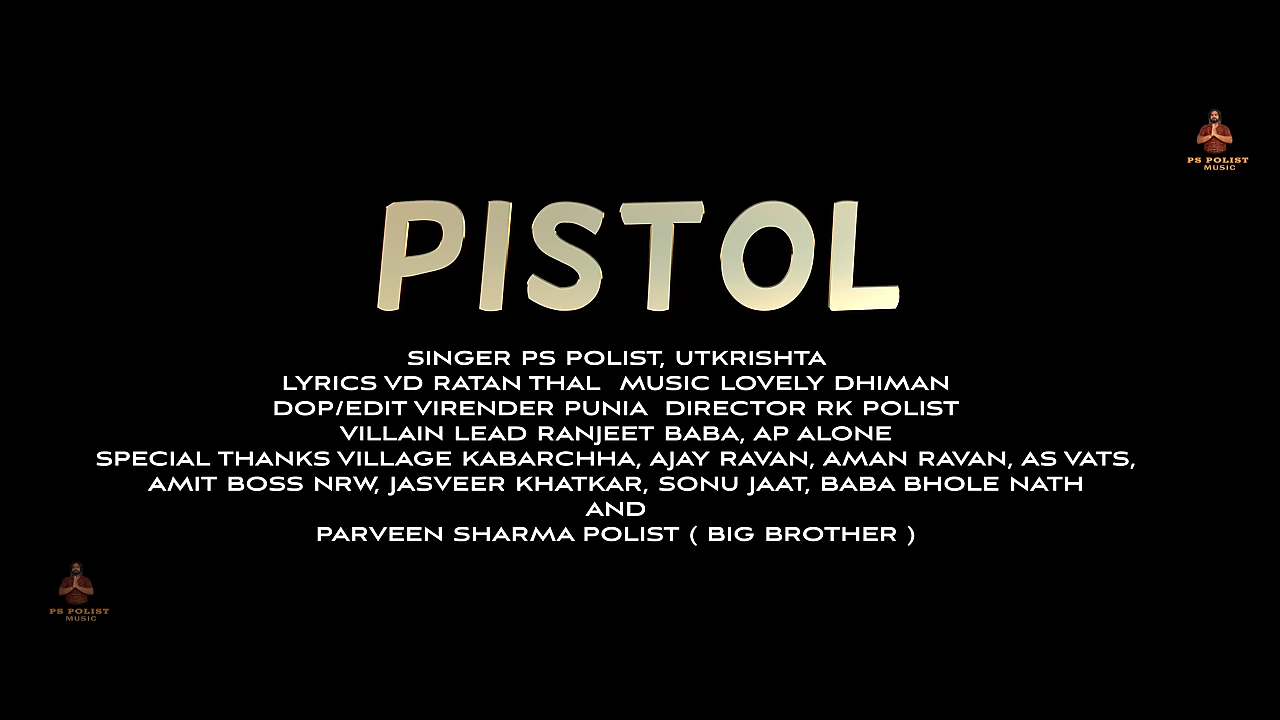 PS POLIST
MUSIC
PISTOL
SINGER PS POLIST, UTKRISHTA
LYRICS VD RATAN THAL MUSIC LOVELY DHIMAN
DOP/EDIT VIRENDER PUNIA DIRECTOR RK POLIST
VILLAIN LEAD RANJEET BABA, AP ALONE
SPECIAL THANKS VILLAGE KABARCHHA, AJAY RAVAN, AMAN RAVAN, AS VATS,
AMIT BOSS NRW, JASVEER KHATKAR, SONU JAAT, BABA BHOLE NATH
AND
PARVEEN SHARMA POLIST ( BIG BROTHER )
PS POLIST
MUSIC